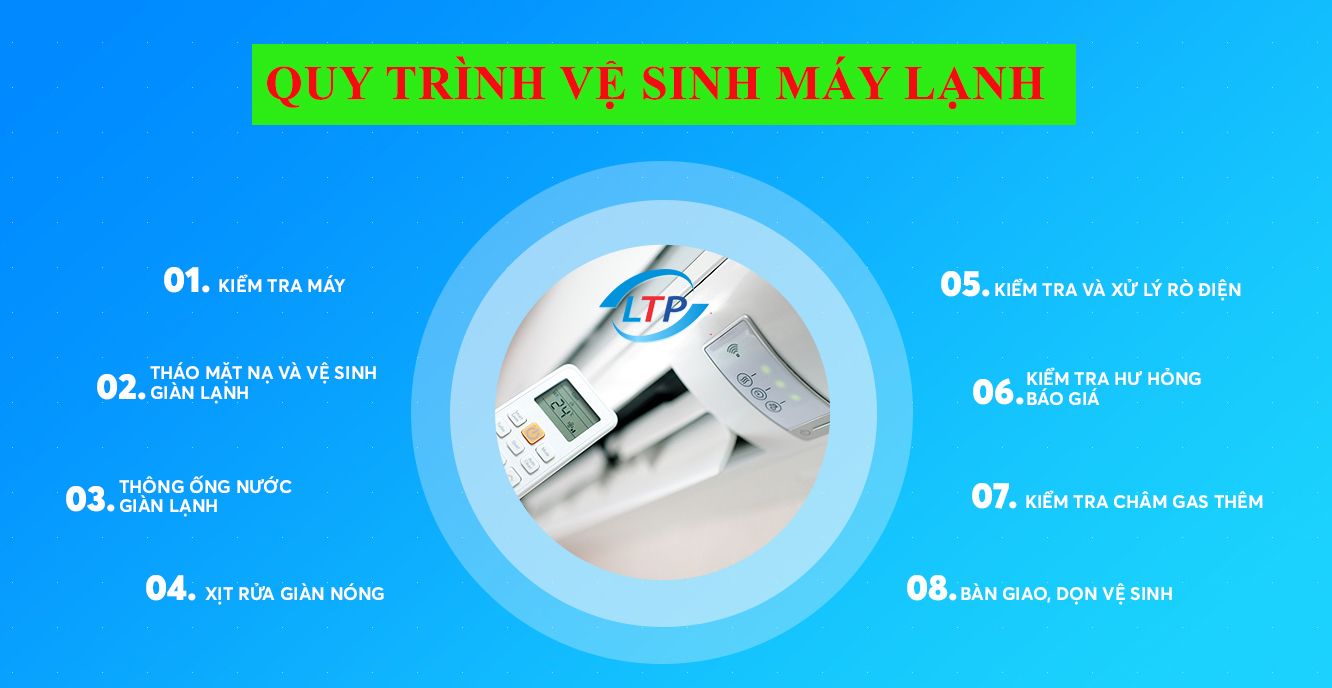 QUY TRÌNH VỆ SINH MÁY LẠNH
LTP
24
01. KIỂM TRA MÁY
02. THÁO MẶT NẠ VÀ VỆ SINH
GIÀN LẠNH
03. THÔNG ỐNG NƯỚC
GIÀN LẠNH
04. XỊT RỬA GIÀN NÓNG
05. KIỂM TRA VÀ XỬ LÝ RÒ ĐIỆN
06. KIỂM TRA HƯ HỎNG
BÁO GIÁ
07. KIỂM TRA CHÂM GAS THÊM
08. BÀN GIAO, DỌN VỆ SINH